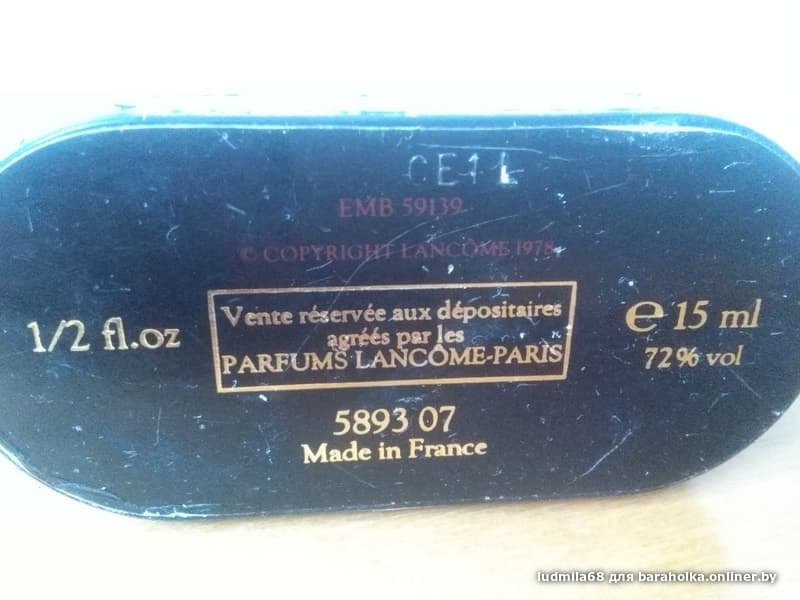 CE11
EMB 59139
© COPYRIGHT LANCÔME 1978
1/2 fl.oz
Vente réservée aux dépositaires
agréés par les
PARFUMS LANCÔME-PARIS
℮ 15 ml
72% vol
5893 07
Made in France
ludmila68 для baraholka.onliner.by